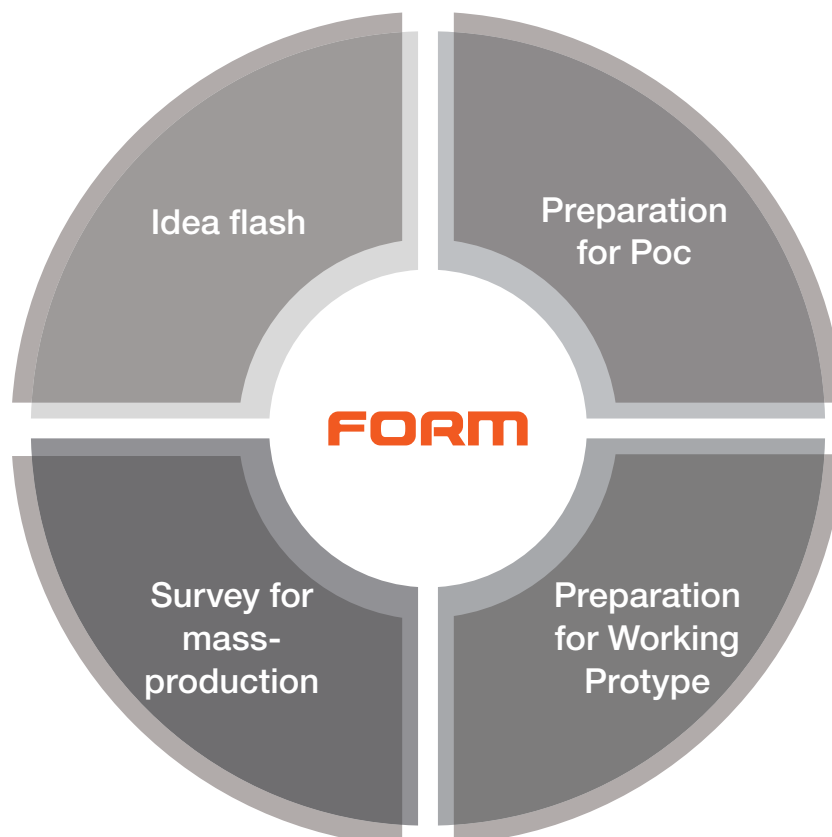 Idea flash
Preparation
for Poc
FORM
Survey for
mass-
production
Preparation
for Working
Protype